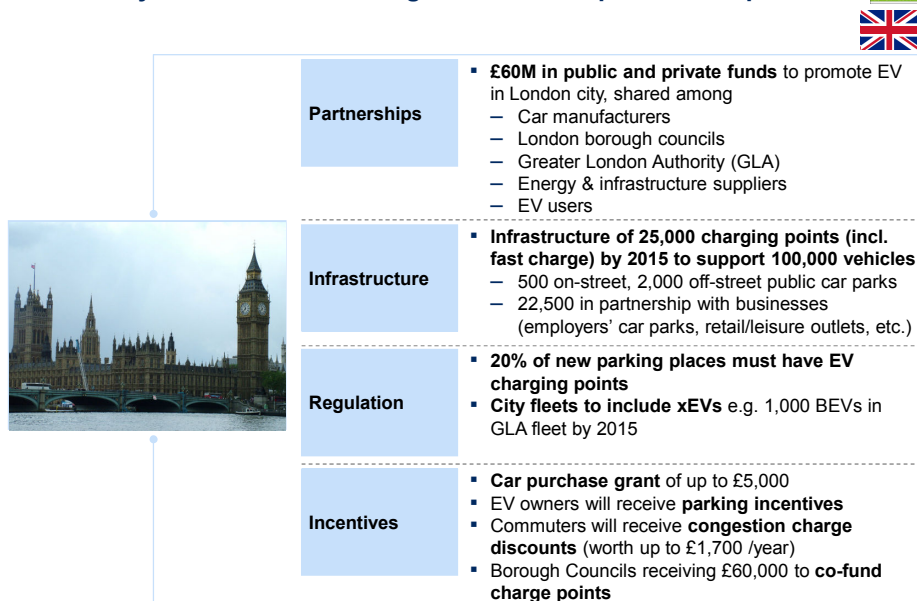 Partnerships
▪ £60M in public and private funds to promote EV
in London city, shared among
– Car manufacturers
– London borough councils
– Greater London Authority (GLA)
– Energy & infrastructure suppliers
– EV users
Infrastructure
▪ Infrastructure of 25,000 charging points (incl.
fast charge) by 2015 to support 100,000 vehicles
– 500 on-street, 2,000 off-street public car parks
– 22,500 in partnership with businesses
(employers' car parks, retail/leisure outlets, etc.)
Regulation
▪ 20% of new parking places must have EV
charging points
▪ City fleets to include xEVs e.g. 1,000 BEVs in
GLA fleet by 2015
Incentives
▪ Car purchase grant of up to £5,000
▪ EV owners will receive parking incentives
▪ Commuters will receive congestion charge
discounts (worth up to £1,700 /year)
▪ Borough Councils receiving £60,000 to co-fund
charge points